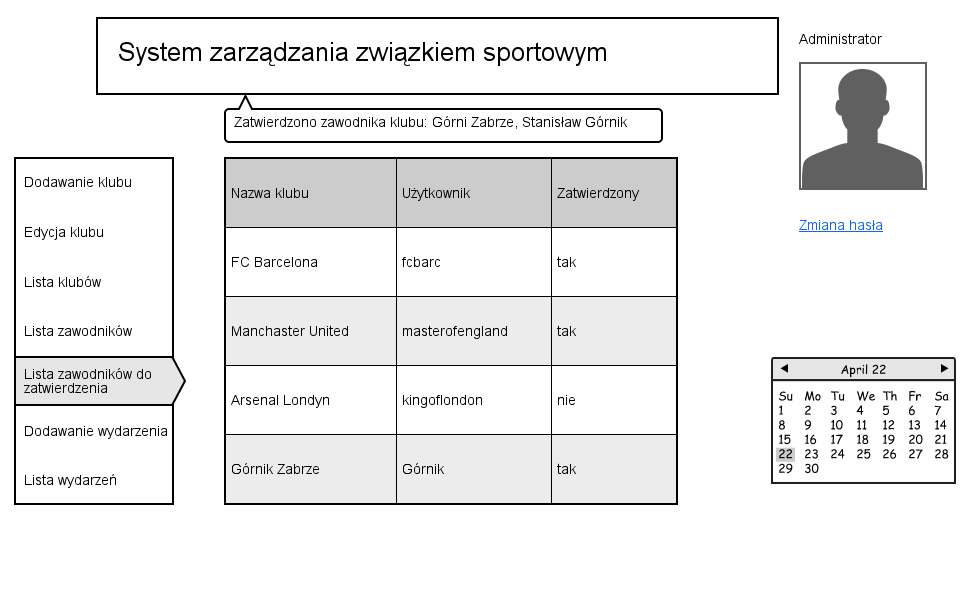 System zarządzania związkiem sportowym
Administrator
Zatwierdzono zawodnika klubu: Górni Zabrze, Stanisław Górnik
Zmiana hasła
Dodawanie klubu
Edycja klubu
Lista klubów
Lista zawodników
Lista zawodników do
zatwierdzenia
Dodawanie wydarzenia
Lista wydarzeń
Nazwa klubu Użytkownik Zatwierdzony
FC Barcelona fcbarc tak
Manchaster United masterofengland tak
Arsenal Londyn kingoflondon nie
Górnik Zabrze Górnik tak
April 22
Su Mo Tu We Th Fr Sa
1 2 3 4 5 6 7
8 9 10 11 12 13 14
15 16 17 18 19 20 21
22 23 24 25 26 27 28
29 30